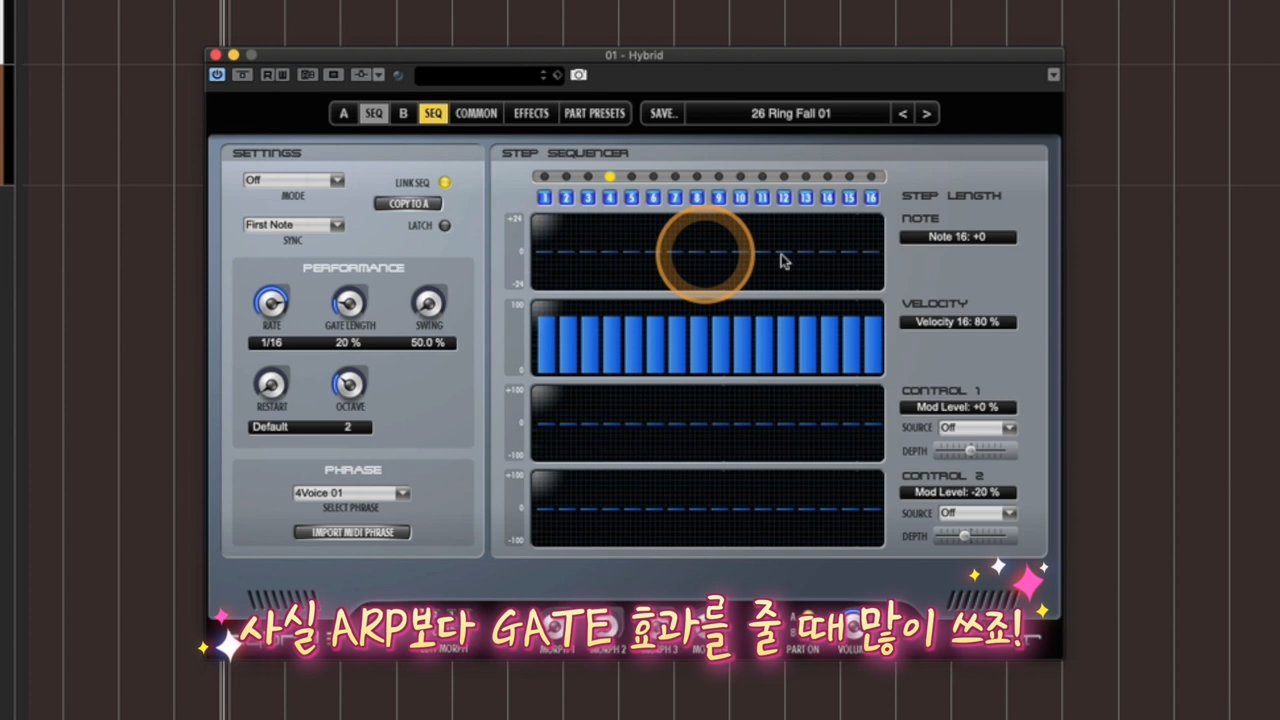 01 - Hybrid
R W
A SEQ B SEQ COMMON EFFECTS PART PRESETS SAVE.. 26 Ring Fall 01 < >
SETTINGS
Off
MODE
LINK SEQ
COPY TO A
First Note
SYNC
LATCH
PERFORMANCE
RATE GATE LENGTH SWING
1/16 20 % 50.0 %
RESTART OCTAVE
Default 2
PHRASE
4Voice 01
SELECT PHRASE
IMPORT MIDI PHRASE
STEP SEQUENCER
1 2 3 4 5 6 7 8 9 10 11 12 13 14 15 16
+24
0
-24
100
0
+100
0
-100
+100
0
-100
STEP LENGTH
NOTE
Note 16: +0
VELOCITY
Velocity 16: 80 %
CONTROL 1
Mod Level: +0 %
SOURCE Off
DEPTH
CONTROL 2
Mod Level: -20 %
SOURCE Off
DEPTH
사실 ARP보다 GATE 효과를 줄 때 많이 쓰죠!
PART ON